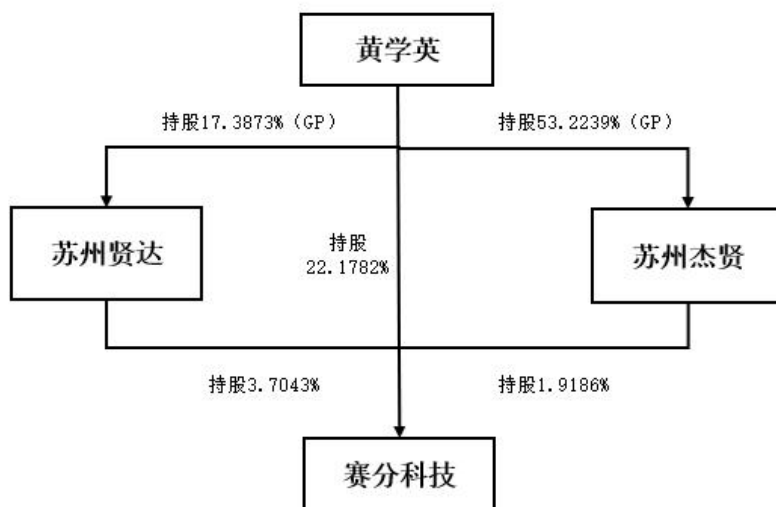 黄学英
持股17.3873%（GP）
持股53.2239%（GP）
苏州贤达
持股
22.1782%
苏州杰贤
持股3.7043%
持股1.9186%
赛分科技